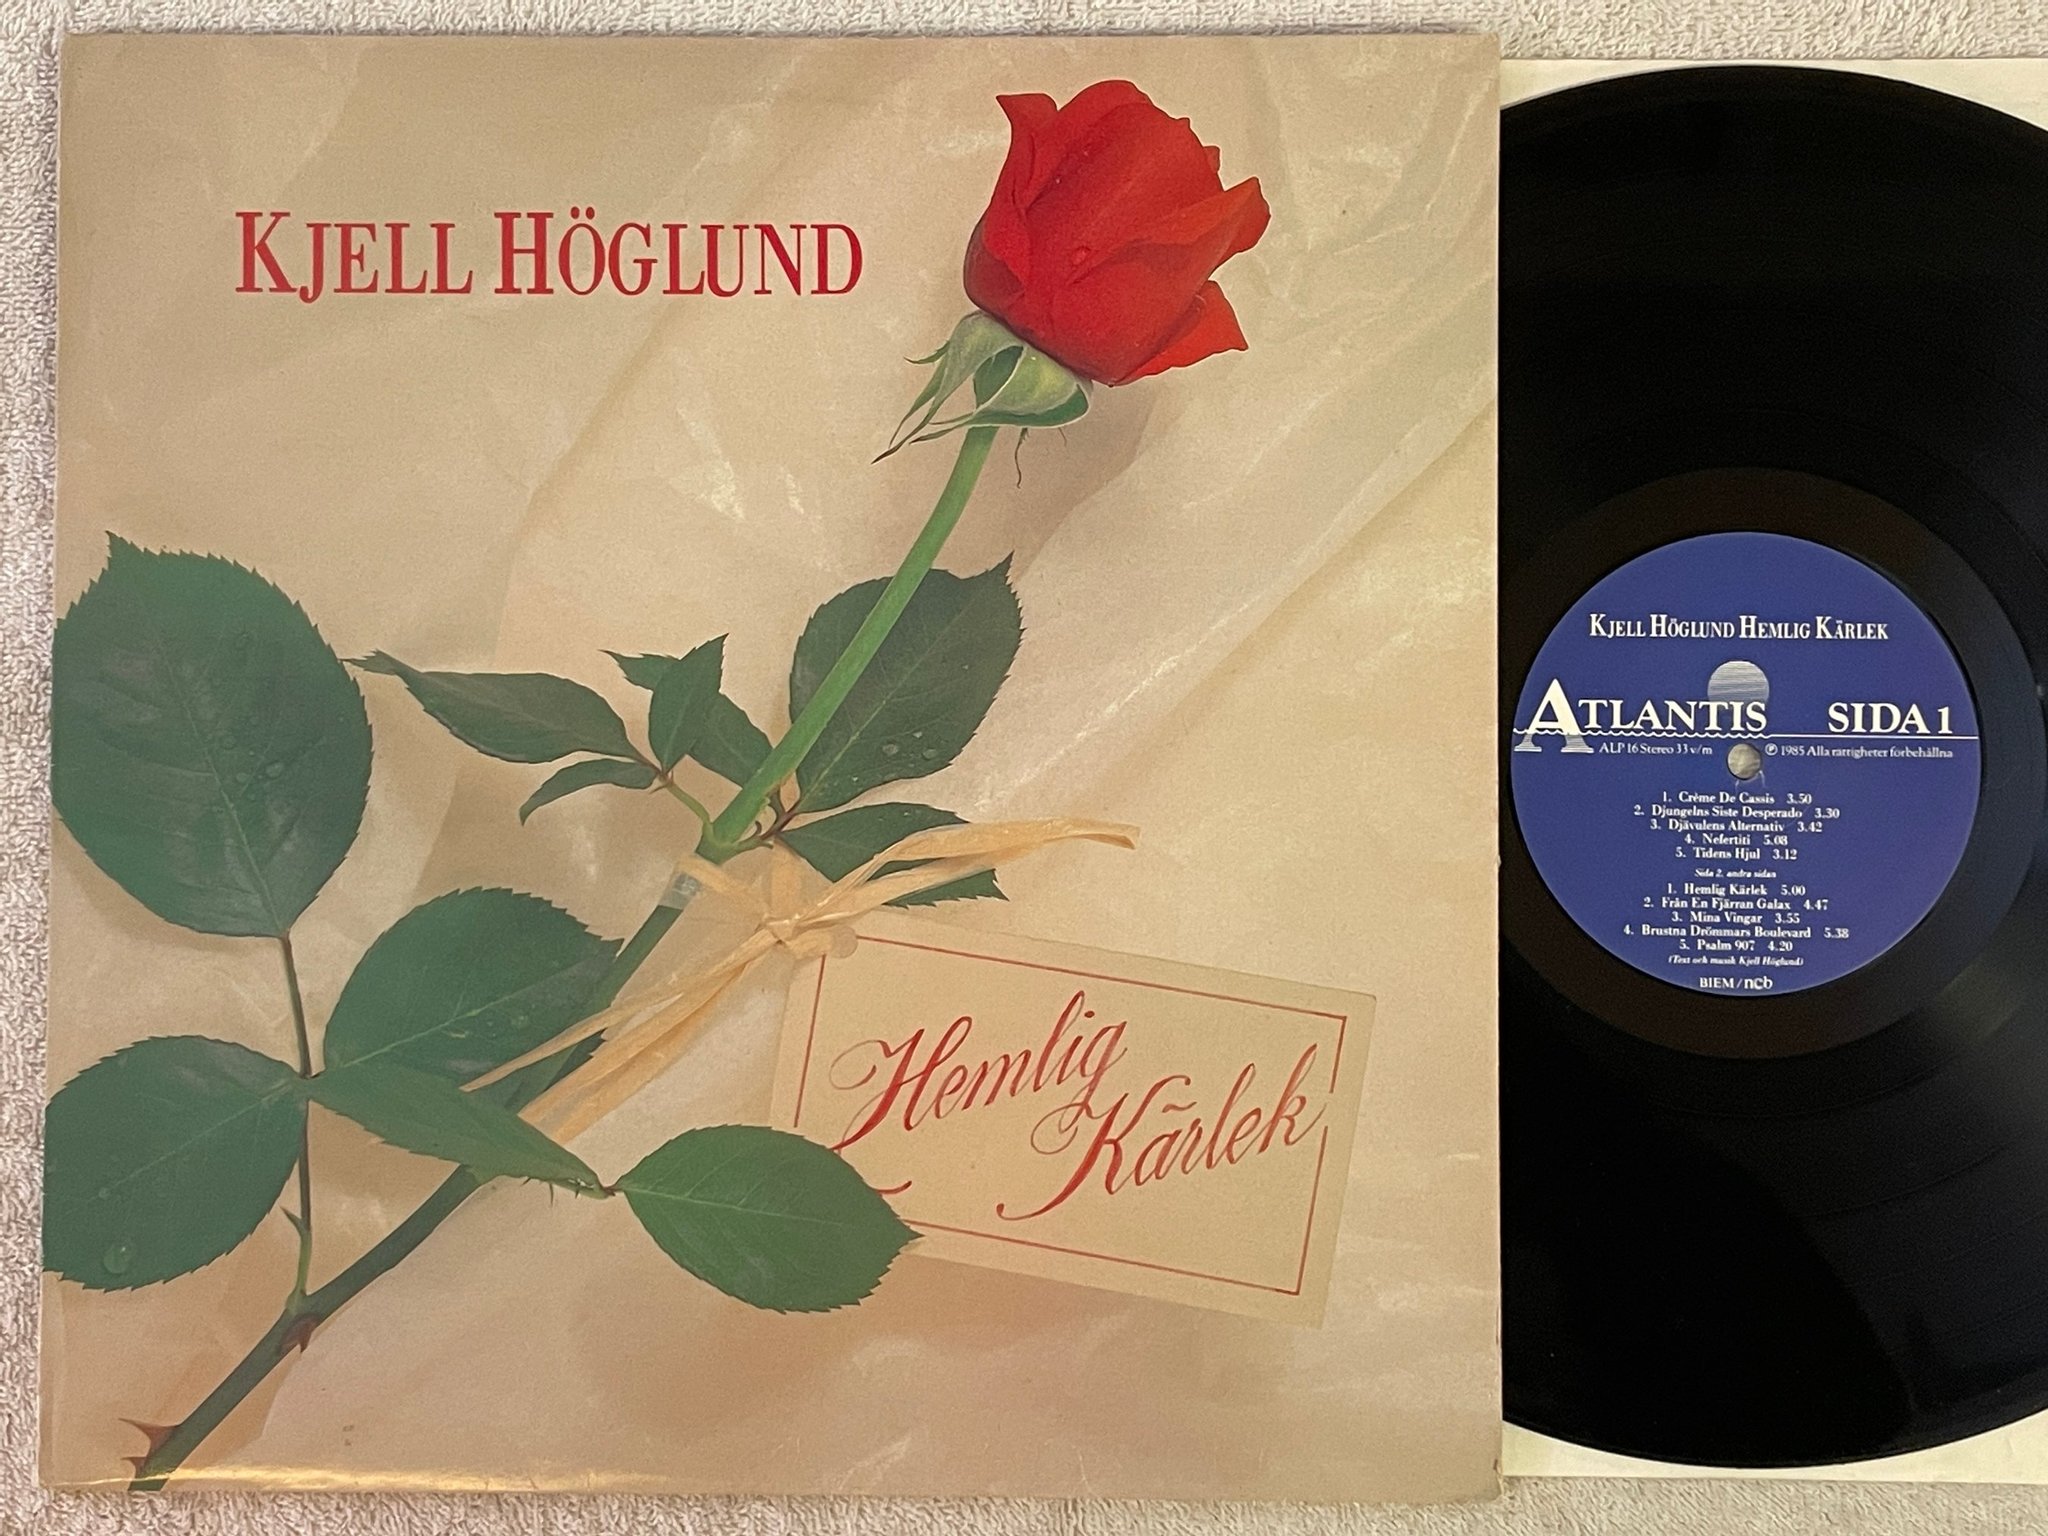 KJELL HÖGLUND
Hemlig
Kärlek
KJELL HÖGLUND HEMLIG KÄRLEK
ATLANTIS SIDA 1
ALP 16 Stereo 33 v/m ℗ 1985 Alla rättigheter förbehållna
1. Crème De Cassis 3.50
2. Djungelns Siste Desperado 3.30
3. Djävulens Alternativ 3.42
4. Nefertiti 5.08
5. Tidens Hjul 3.12
Sida 2, andra sidan
1. Hemlig Kärlek 5.00
2. Från En Fjärran Galax 4.47
3. Mina Vingar 3.55
4. Brustna Drömmars Boulevard 5.38
5. Psalm 907 4.20
(Text och musik Kjell Höglund)
BIEM/ncb